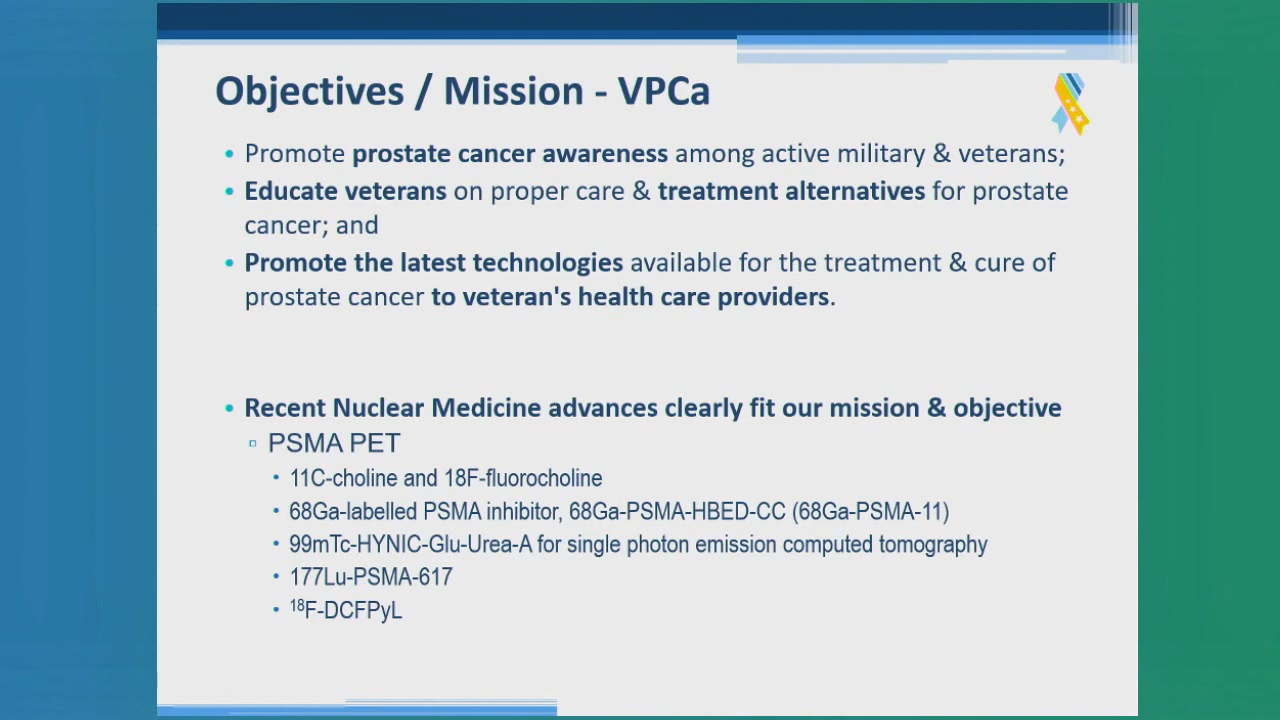 Objectives / Mission - VPCa
• Promote prostate cancer awareness among active military & veterans;
• Educate veterans on proper care & treatment alternatives for prostate
cancer; and
• Promote the latest technologies available for the treatment & cure of
prostate cancer to veteran's health care providers.
• Recent Nuclear Medicine advances clearly fit our mission & objective
▫ PSMA PET
• 11C-choline and 18F-fluorocholine
• 68Ga-labelled PSMA inhibitor, 68Ga-PSMA-HBED-CC (68Ga-PSMA-11)
• 99mTc-HYNIC-Glu-Urea-A for single photon emission computed tomography
• 177Lu-PSMA-617
• ¹⁸F-DCFPyL